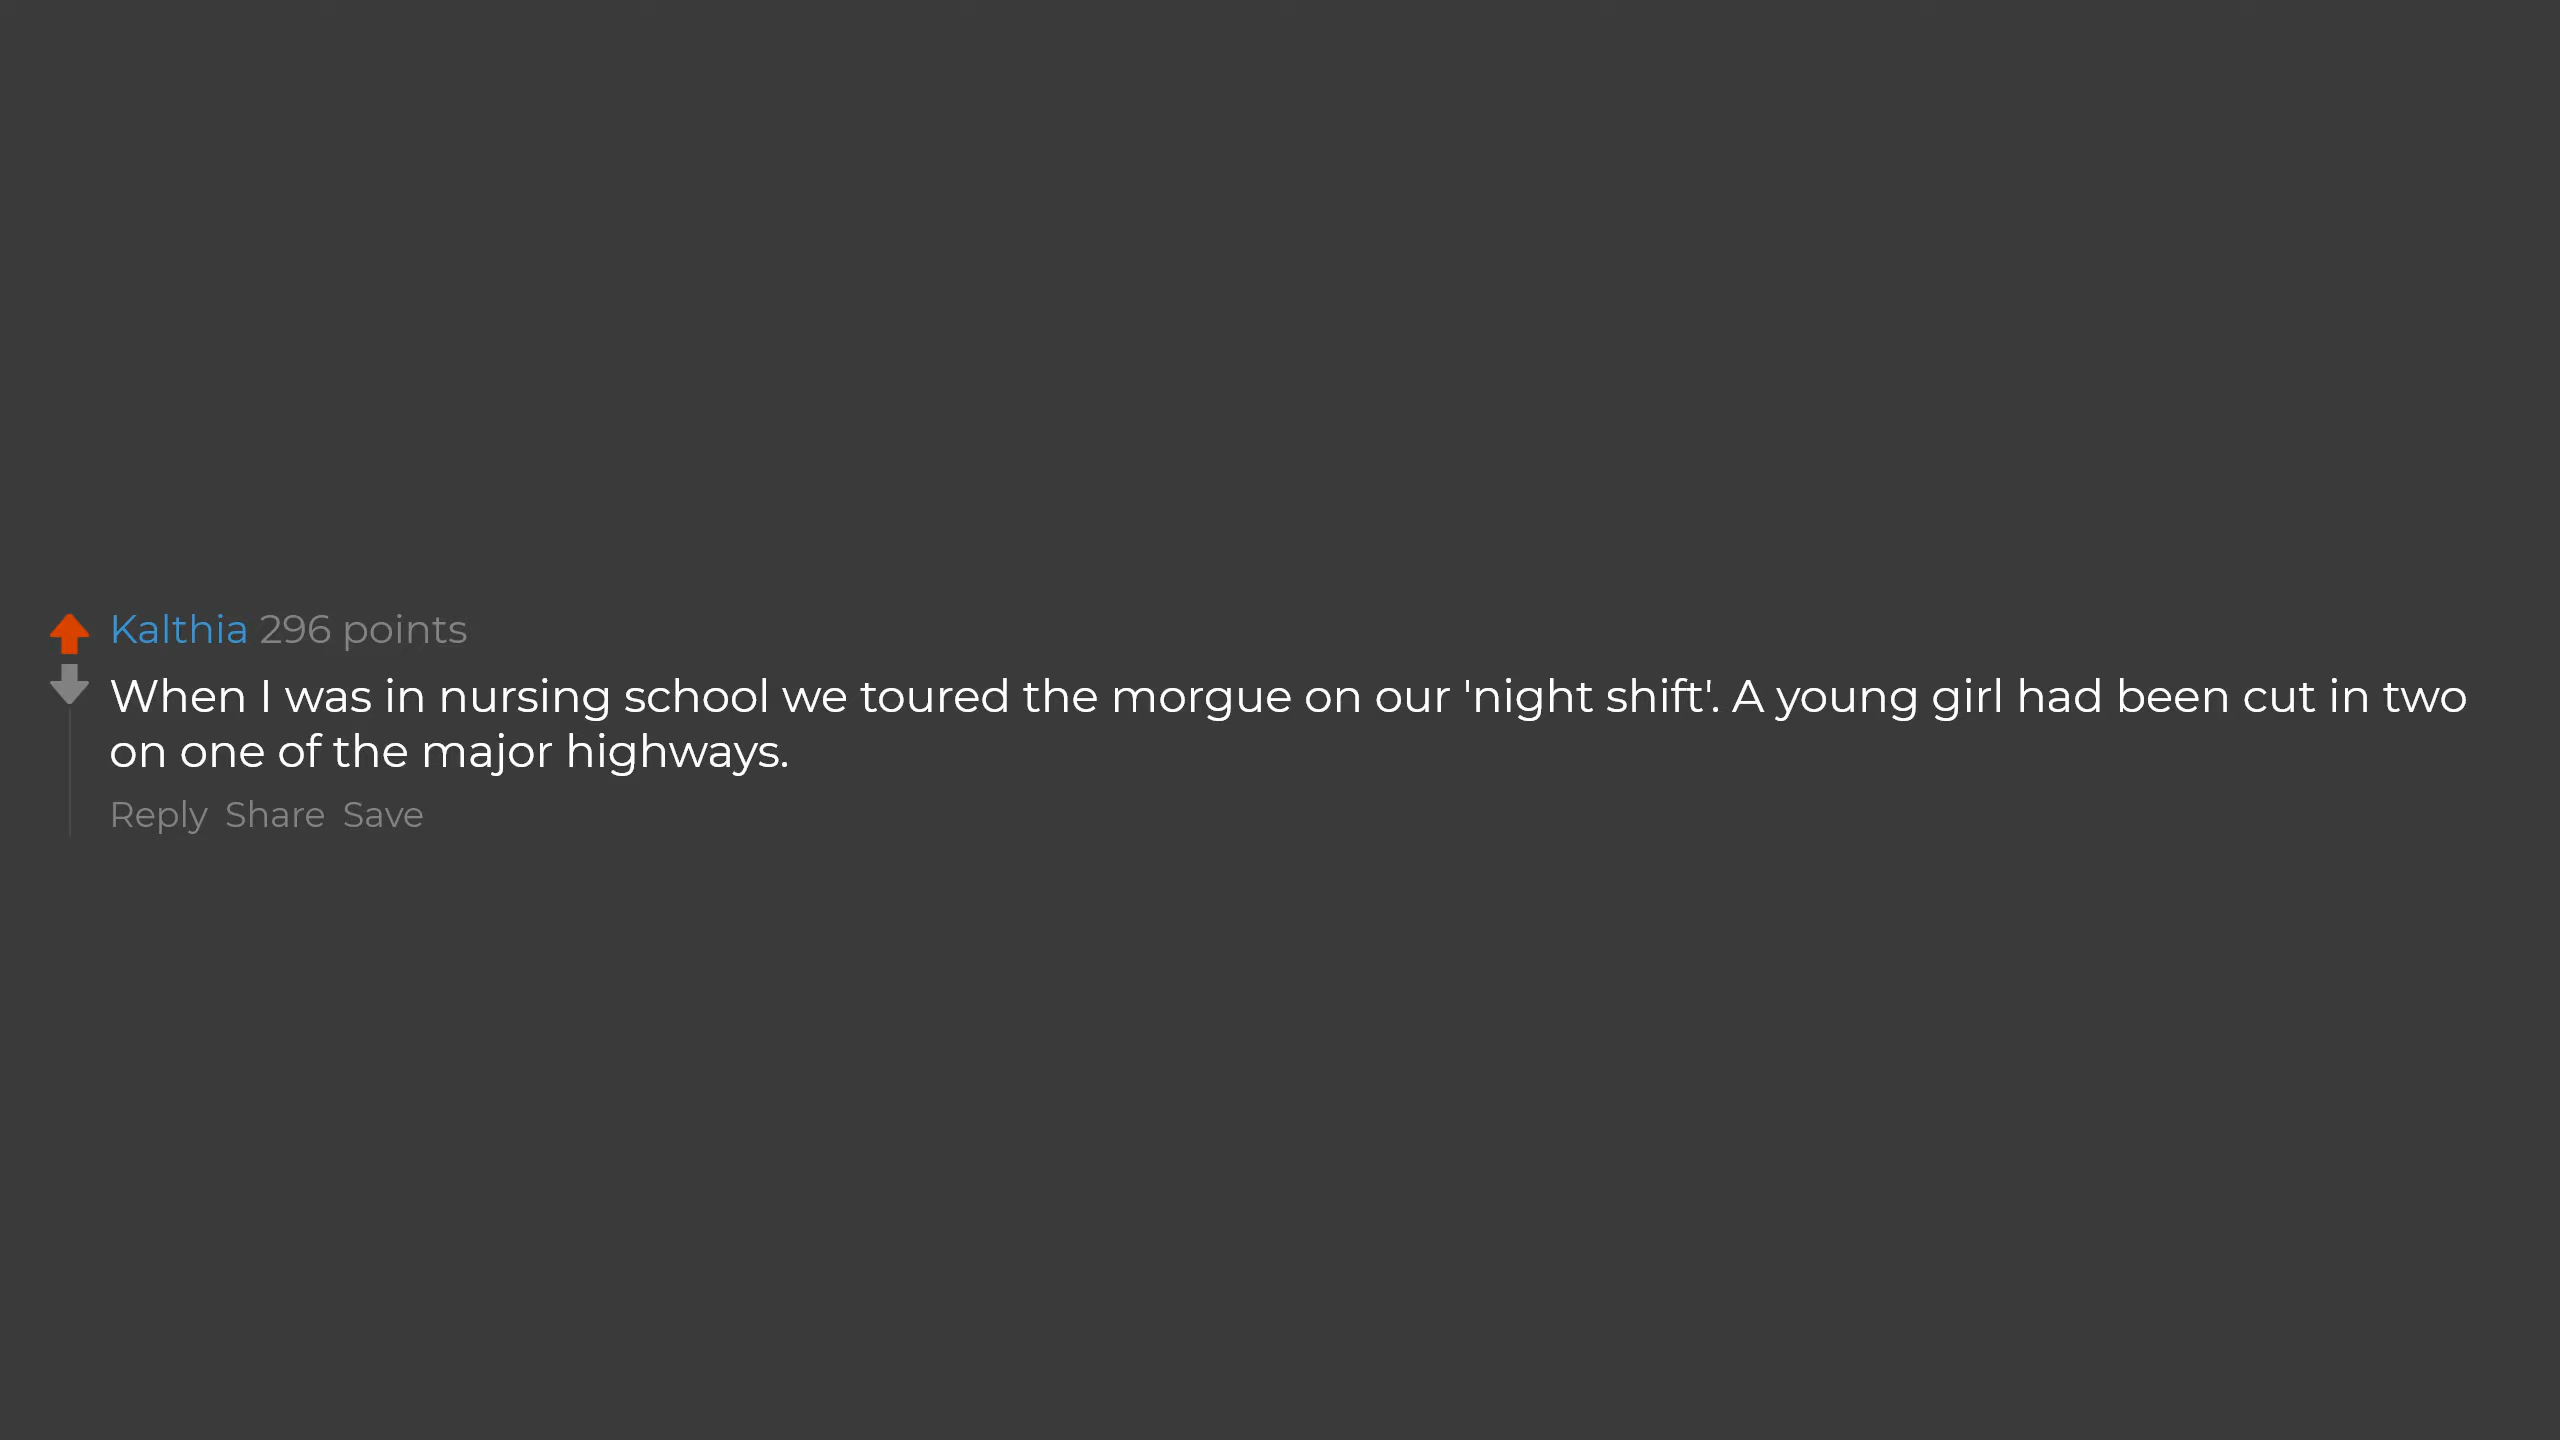 Kalthia 296 points
When I was in nursing school we toured the morgue on our 'night shift'. A young girl had been cut in two
on one of the major highways.
Reply Share Save